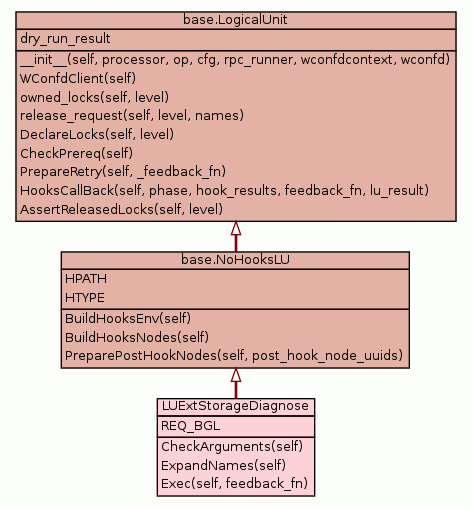 base.LogicalUnit
dry_run_result
__init__(self, processor, op, cfg, rpc_runner, wconfdcontext, wconfd)
WConfdClient(self)
owned_locks(self, level)
release_request(self, level, names)
DeclareLocks(self, level)
CheckPrereq(self)
PrepareRetry(self, _feedback_fn)
HooksCallBack(self, phase, hook_results, feedback_fn, lu_result)
AssertReleasedLocks(self, level)
base.NoHooksLU
HPATH
HTYPE
BuildHooksEnv(self)
BuildHooksNodes(self)
PreparePostHookNodes(self, post_hook_node_uuids)
LUExtStorageDiagnose
REQ_BGL
CheckArguments(self)
ExpandNames(self)
Exec(self, feedback_fn)